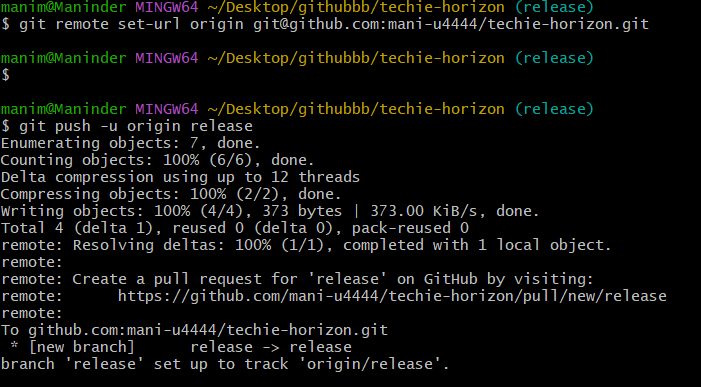 manim@Maninder MINGW64 ~/Desktop/githubbb/techie-horizon (release)
$ git remote set-url origin git@github.com:mani-u4444/techie-horizon.git
manim@Maninder MINGW64 ~/Desktop/githubbb/techie-horizon (release)
$
manim@Maninder MINGW64 ~/Desktop/githubbb/techie-horizon (release)
$ git push -u origin release
Enumerating objects: 7, done.
Counting objects: 100% (6/6), done.
Delta compression using up to 12 threads
Compressing objects: 100% (2/2), done.
Writing objects: 100% (4/4), 373 bytes | 373.00 KiB/s, done.
Total 4 (delta 1), reused 0 (delta 0), pack-reused 0
remote: Resolving deltas: 100% (1/1), completed with 1 local object.
remote:
remote: Create a pull request for 'release' on GitHub by visiting:
remote:      https://github.com/mani-u4444/techie-horizon/pull/new/release
remote:
To github.com:mani-u4444/techie-horizon.git
 * [new branch]      release -> release
branch 'release' set up to track 'origin/release'.